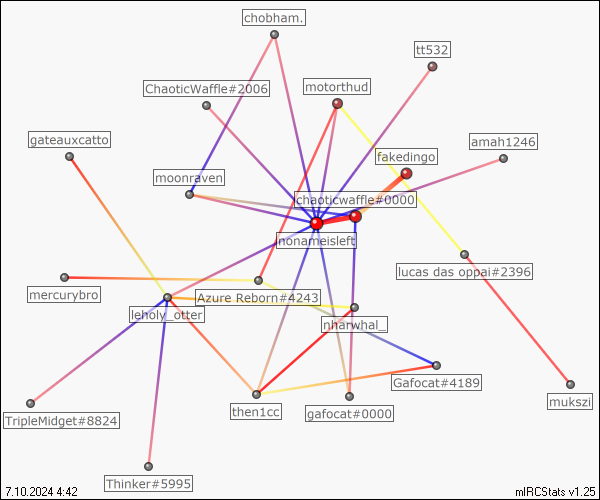 chobham.
tt532
ChaoticWaffle#2006
motorthud
gateauxcatto
amah1246
fakedingo
moonraven
chaoticwaffle#0000
nonameisleft
lucas das oppai#2396
mercurybro
Azure Reborn#4243
leholy_otter
nharwhal_
Gafocat#4189
mukszi
TripleMidget#8824
then1cc
gafocat#0000
Thinker#5995
7.10.2024 4:42
mIRCStats v1.25